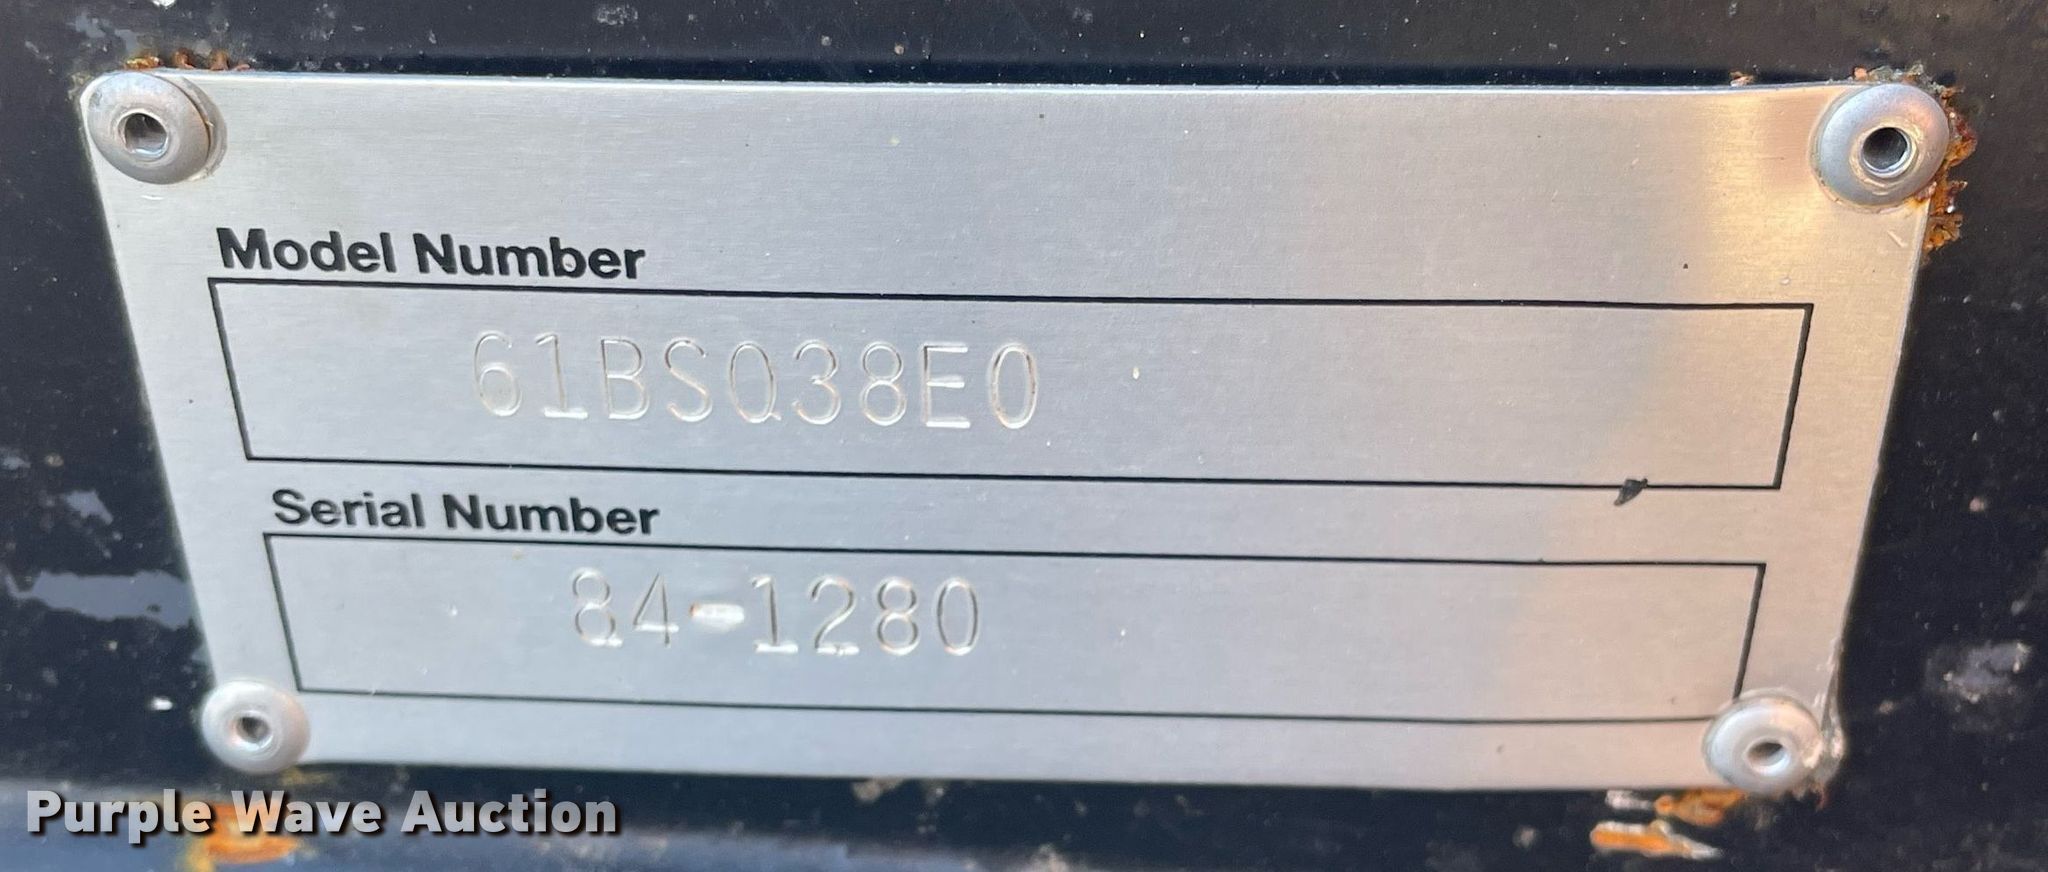 Model Number
61BSQ38E0
Serial Number
84-1280
Purple Wave Auction